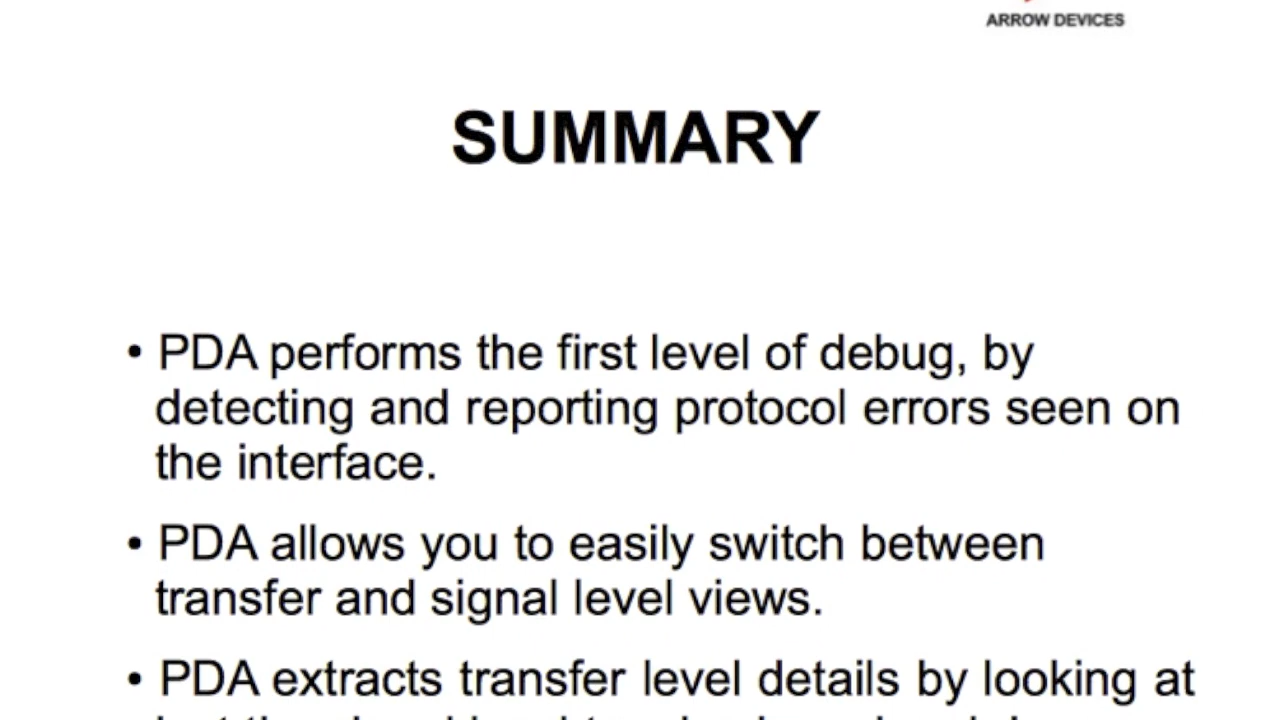 ARROW DEVICES
SUMMARY
• PDA performs the first level of debug, by
detecting and reporting protocol errors seen on
the interface.
• PDA allows you to easily switch between
transfer and signal level views.
• PDA extracts transfer level details by looking at